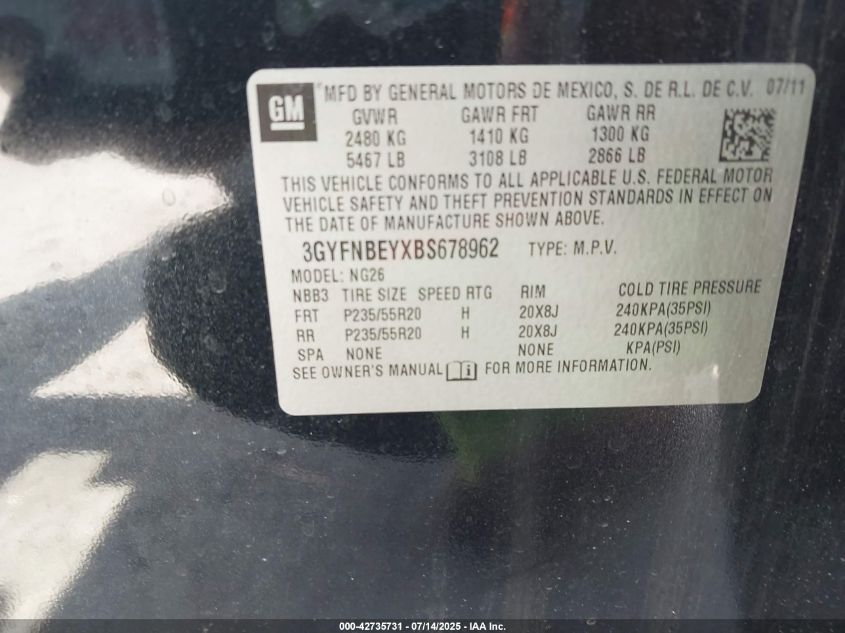 GM
MFD BY GENERAL MOTORS DE MEXICO, S. DE R.L. DE C.V. 07/11
GVWR GAWR FRT GAWR RR
2480 KG 1410 KG 1300 KG
5467 LB 3108 LB 2866 LB
THIS VEHICLE CONFORMS TO ALL APPLICABLE U.S. FEDERAL MOTOR
VEHICLE SAFETY AND THEFT PREVENTION STANDARDS IN EFFECT ON
THE DATE OF MANUFACTURE SHOWN ABOVE.
3GYFNBEYXBS678962 TYPE: M.P.V.
MODEL: NG26
NBB3 TIRE SIZE SPEED RTG RIM COLD TIRE PRESSURE
FRT P235/55R20 H 20X8J 240KPA(35PSI)
RR P235/55R20 H 20X8J 240KPA(35PSI)
SPA NONE NONE KPA(PSI)
SEE OWNER'S MANUAL i FOR MORE INFORMATION.
000-42735731 - 07/14/2025 - IAA Inc.